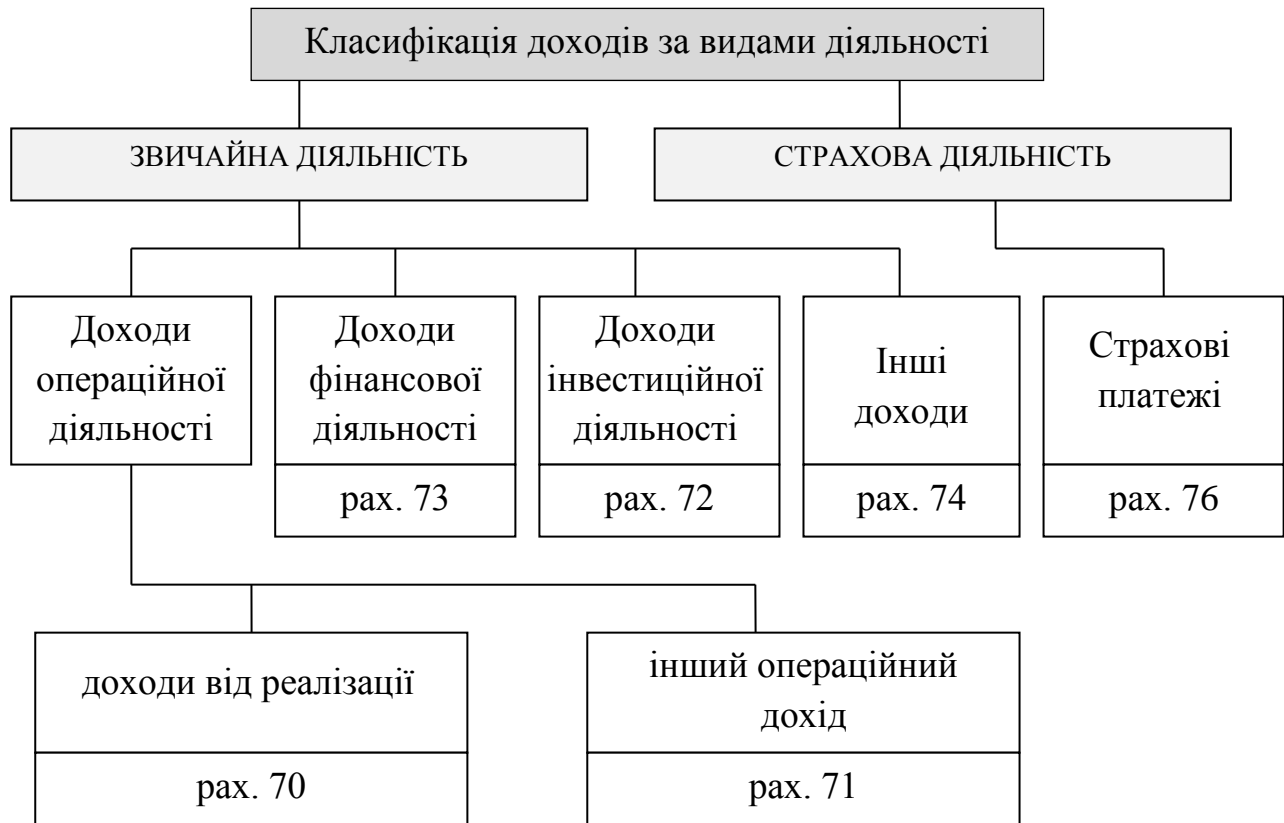 Класифікація доходів за видами діяльності
ЗВИЧАЙНА ДІЯЛЬНІСТЬ
СТРАХОВА ДІЯЛЬНІСТЬ
Доходи
операційної
діяльності
Доходи
фінансової
діяльності
рах. 73
Доходи
інвестиційної
діяльності
рах. 72
Інші
доходи
рах. 74
Страхові
платежі
рах. 76
доходи від реалізації
рах. 70
інший операційний
дохід
рах. 71